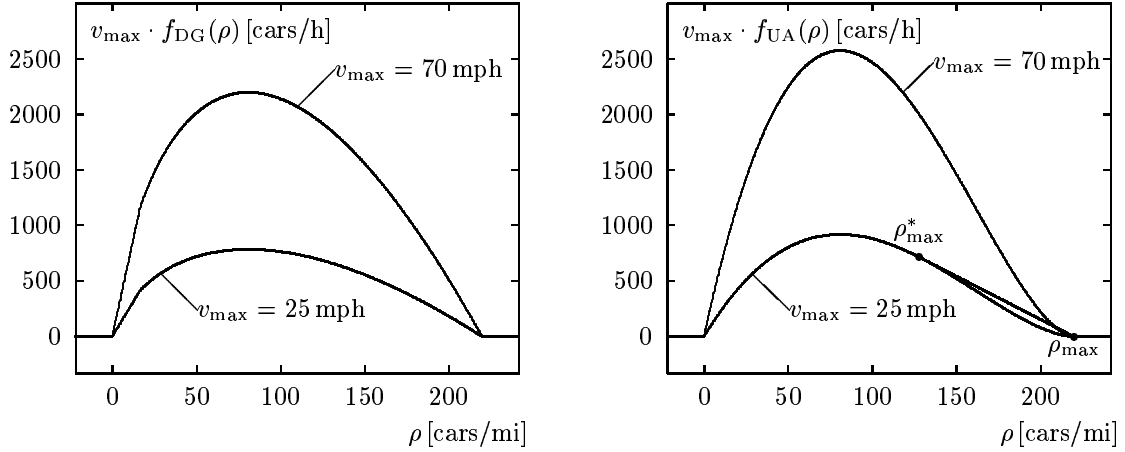 v_max · f_DG(ρ) [cars/h]
2500
2000
1500
1000
500
0
v_max = 70 mph
v_max = 25 mph
0 50 100 150 200
ρ [cars/mi]
v_max · f_UA(ρ) [cars/h]
2500
2000
1500
1000
500
0
v_max = 70 mph
ρ*_max
v_max = 25 mph
ρ_max
0 50 100 150 200
ρ [cars/mi]